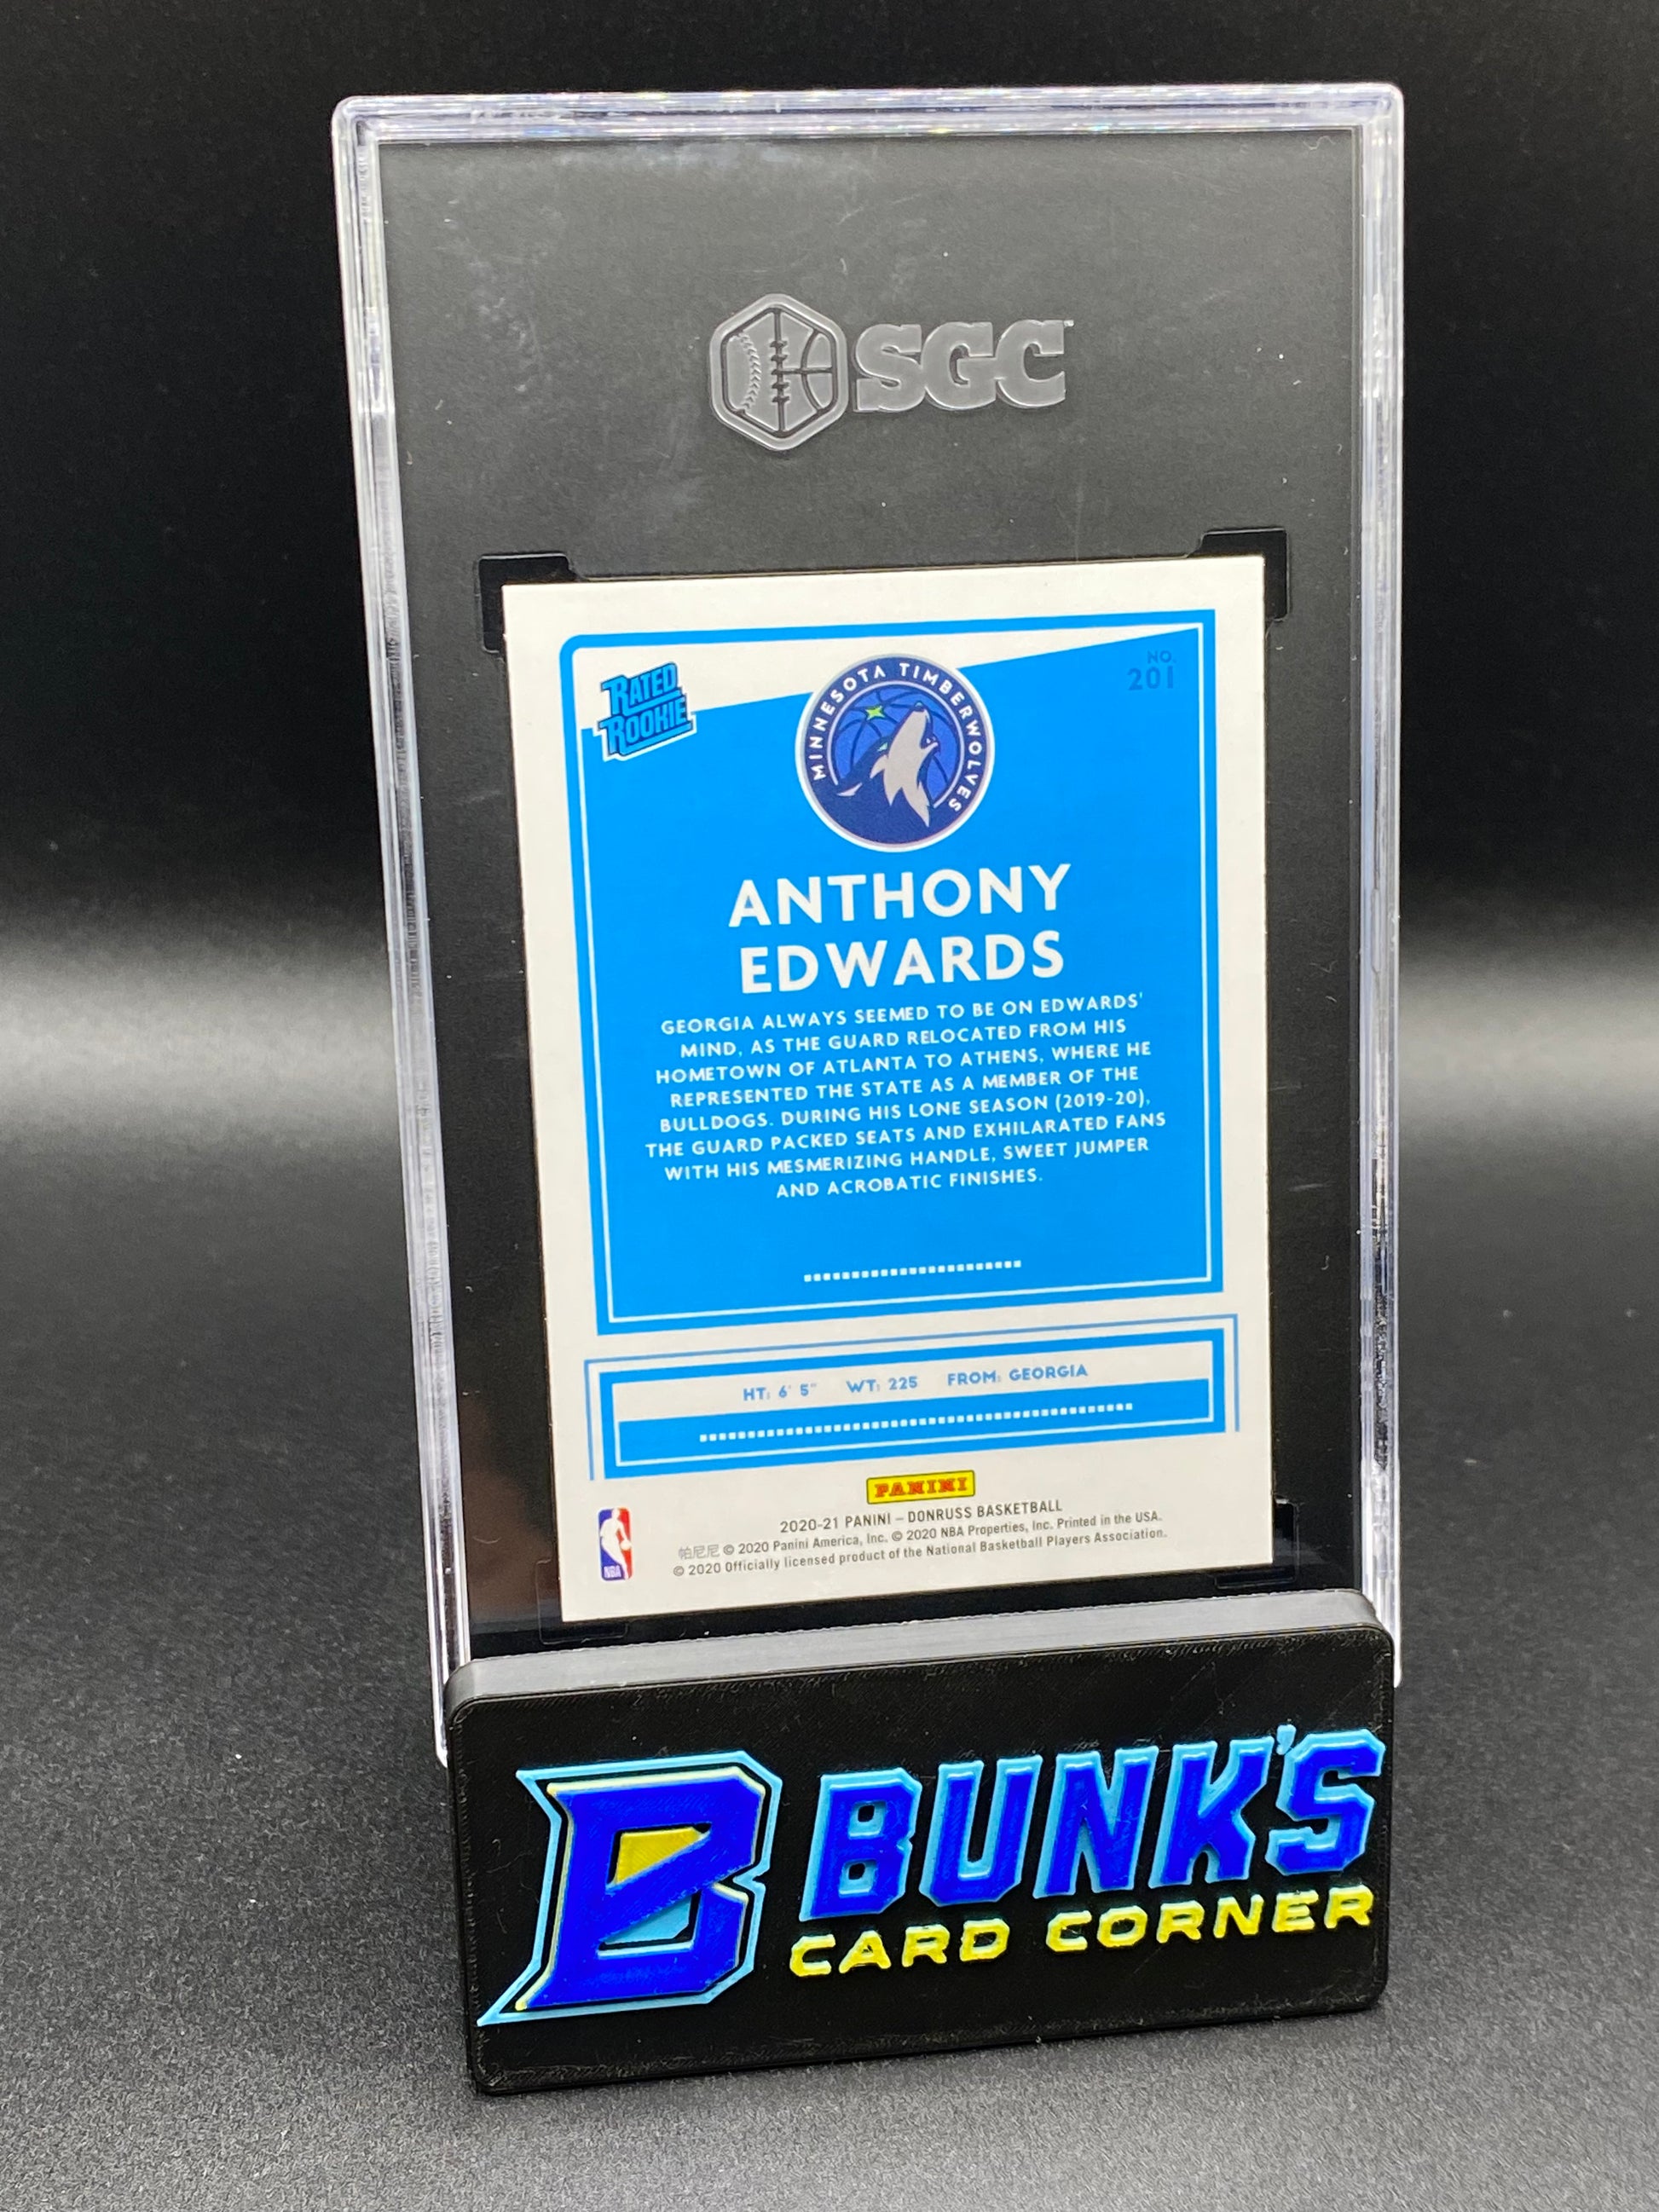 SGC
RATED
ROOKIE
NO.
201
MINNESOTA TIMBERWOLVES
ANTHONY
EDWARDS
GEORGIA ALWAYS SEEMED TO BE ON EDWARDS'
MIND, AS THE GUARD RELOCATED FROM HIS
HOMETOWN OF ATLANTA TO ATHENS, WHERE HE
REPRESENTED THE STATE AS A MEMBER OF THE
BULLDOGS. DURING HIS LONE SEASON (2019-20),
THE GUARD PACKED SEATS AND EXHILARATED FANS
WITH HIS MESMERIZING HANDLE, SWEET JUMPER
AND ACROBATIC FINISHES.
HT: 6' 5" WT: 225 FROM: GEORGIA
PANINI
2020-21 PANINI – DONRUSS BASKETBALL
帕尼尼 © 2020 Panini America, Inc. © 2020 NBA Properties, Inc. Printed in the USA.
© 2020 Officially licensed product of the National Basketball Players Association.
NBA
B BUNK'S
CARD CORNER